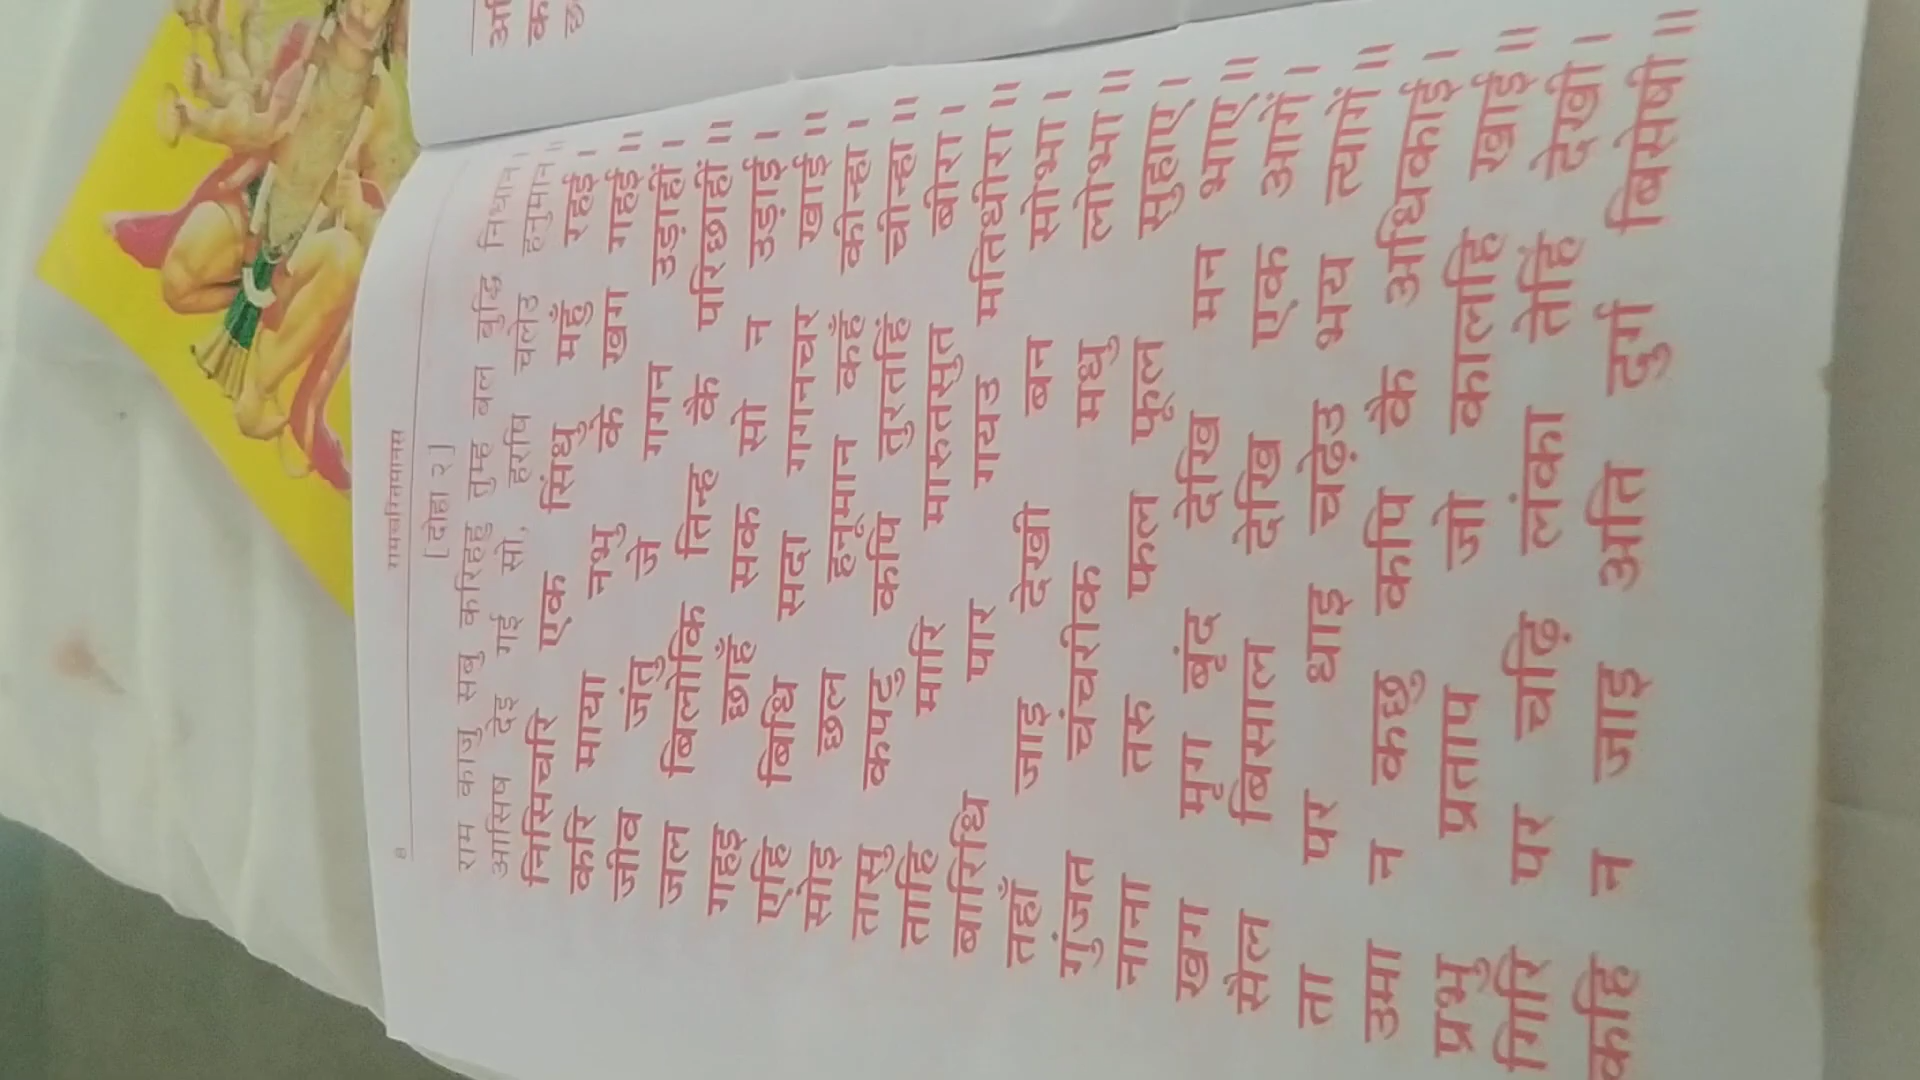 ८ रामचरितमानस
[ दोहा २ ]
राम काजु सबु करिहहु तुम्ह बल बुद्धि निधान।
आसिष देइ गई सो, हरषि चलेउ हनुमान॥
निसिचरि एक सिंधु महुँ रहई।
करि माया नभु के खग गहई॥
जीव जंतु जे गगन उड़ाहीं।
जल बिलोकि तिन्ह कै परिछाहीं॥
गहइ छाहँ सक सो न उड़ाई।
एहि बिधि सदा गगनचर खाई॥
सोइ छल हनूमान कहँ कीन्हा।
तासु कपटु कपि तुरतहिं चीन्हा॥
ताहि मारि मारुतसुत बीरा।
बारिधि पार गयउ मतिधीरा॥
तहाँ जाइ देखी बन सोभा।
गुंजत चंचरीक मधु लोभा॥
नाना तरु फल फूल सुहाए।
खग मृग बृंद देखि मन भाए॥
सैल बिसाल देखि एक आगें।
ता पर धाइ चढ़ेउ भय त्यागें॥
उमा न कछु कपि कै अधिकाई।
प्रभु प्रताप जो कालहि खाई॥
गिरि पर चढ़ि लंका तेहिं देखी।
कहि न जाइ अति दुर्ग बिसेषी॥